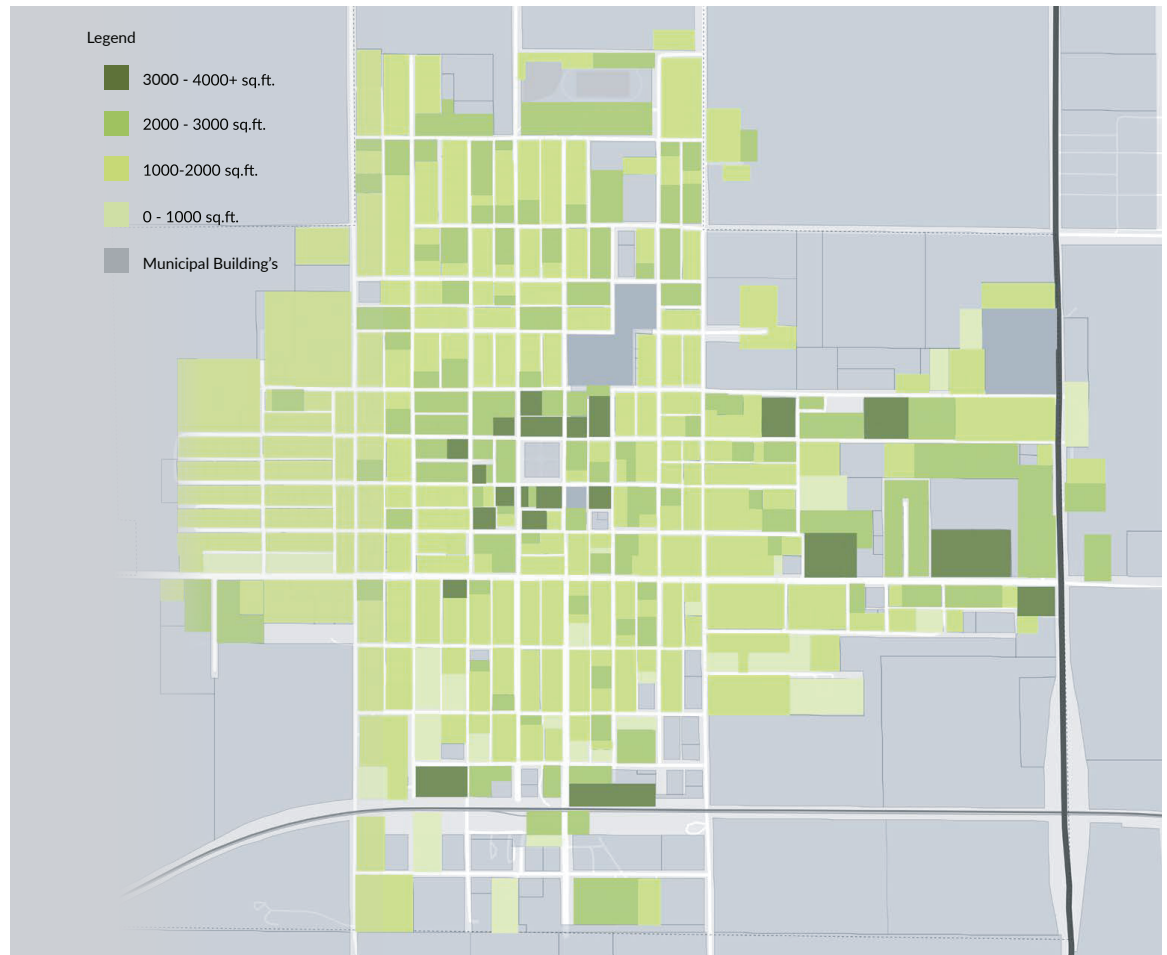 Legend
3000 - 4000+ sq.ft.
2000 - 3000 sq.ft.
1000-2000 sq.ft.
0 - 1000 sq.ft.
Municipal Building's